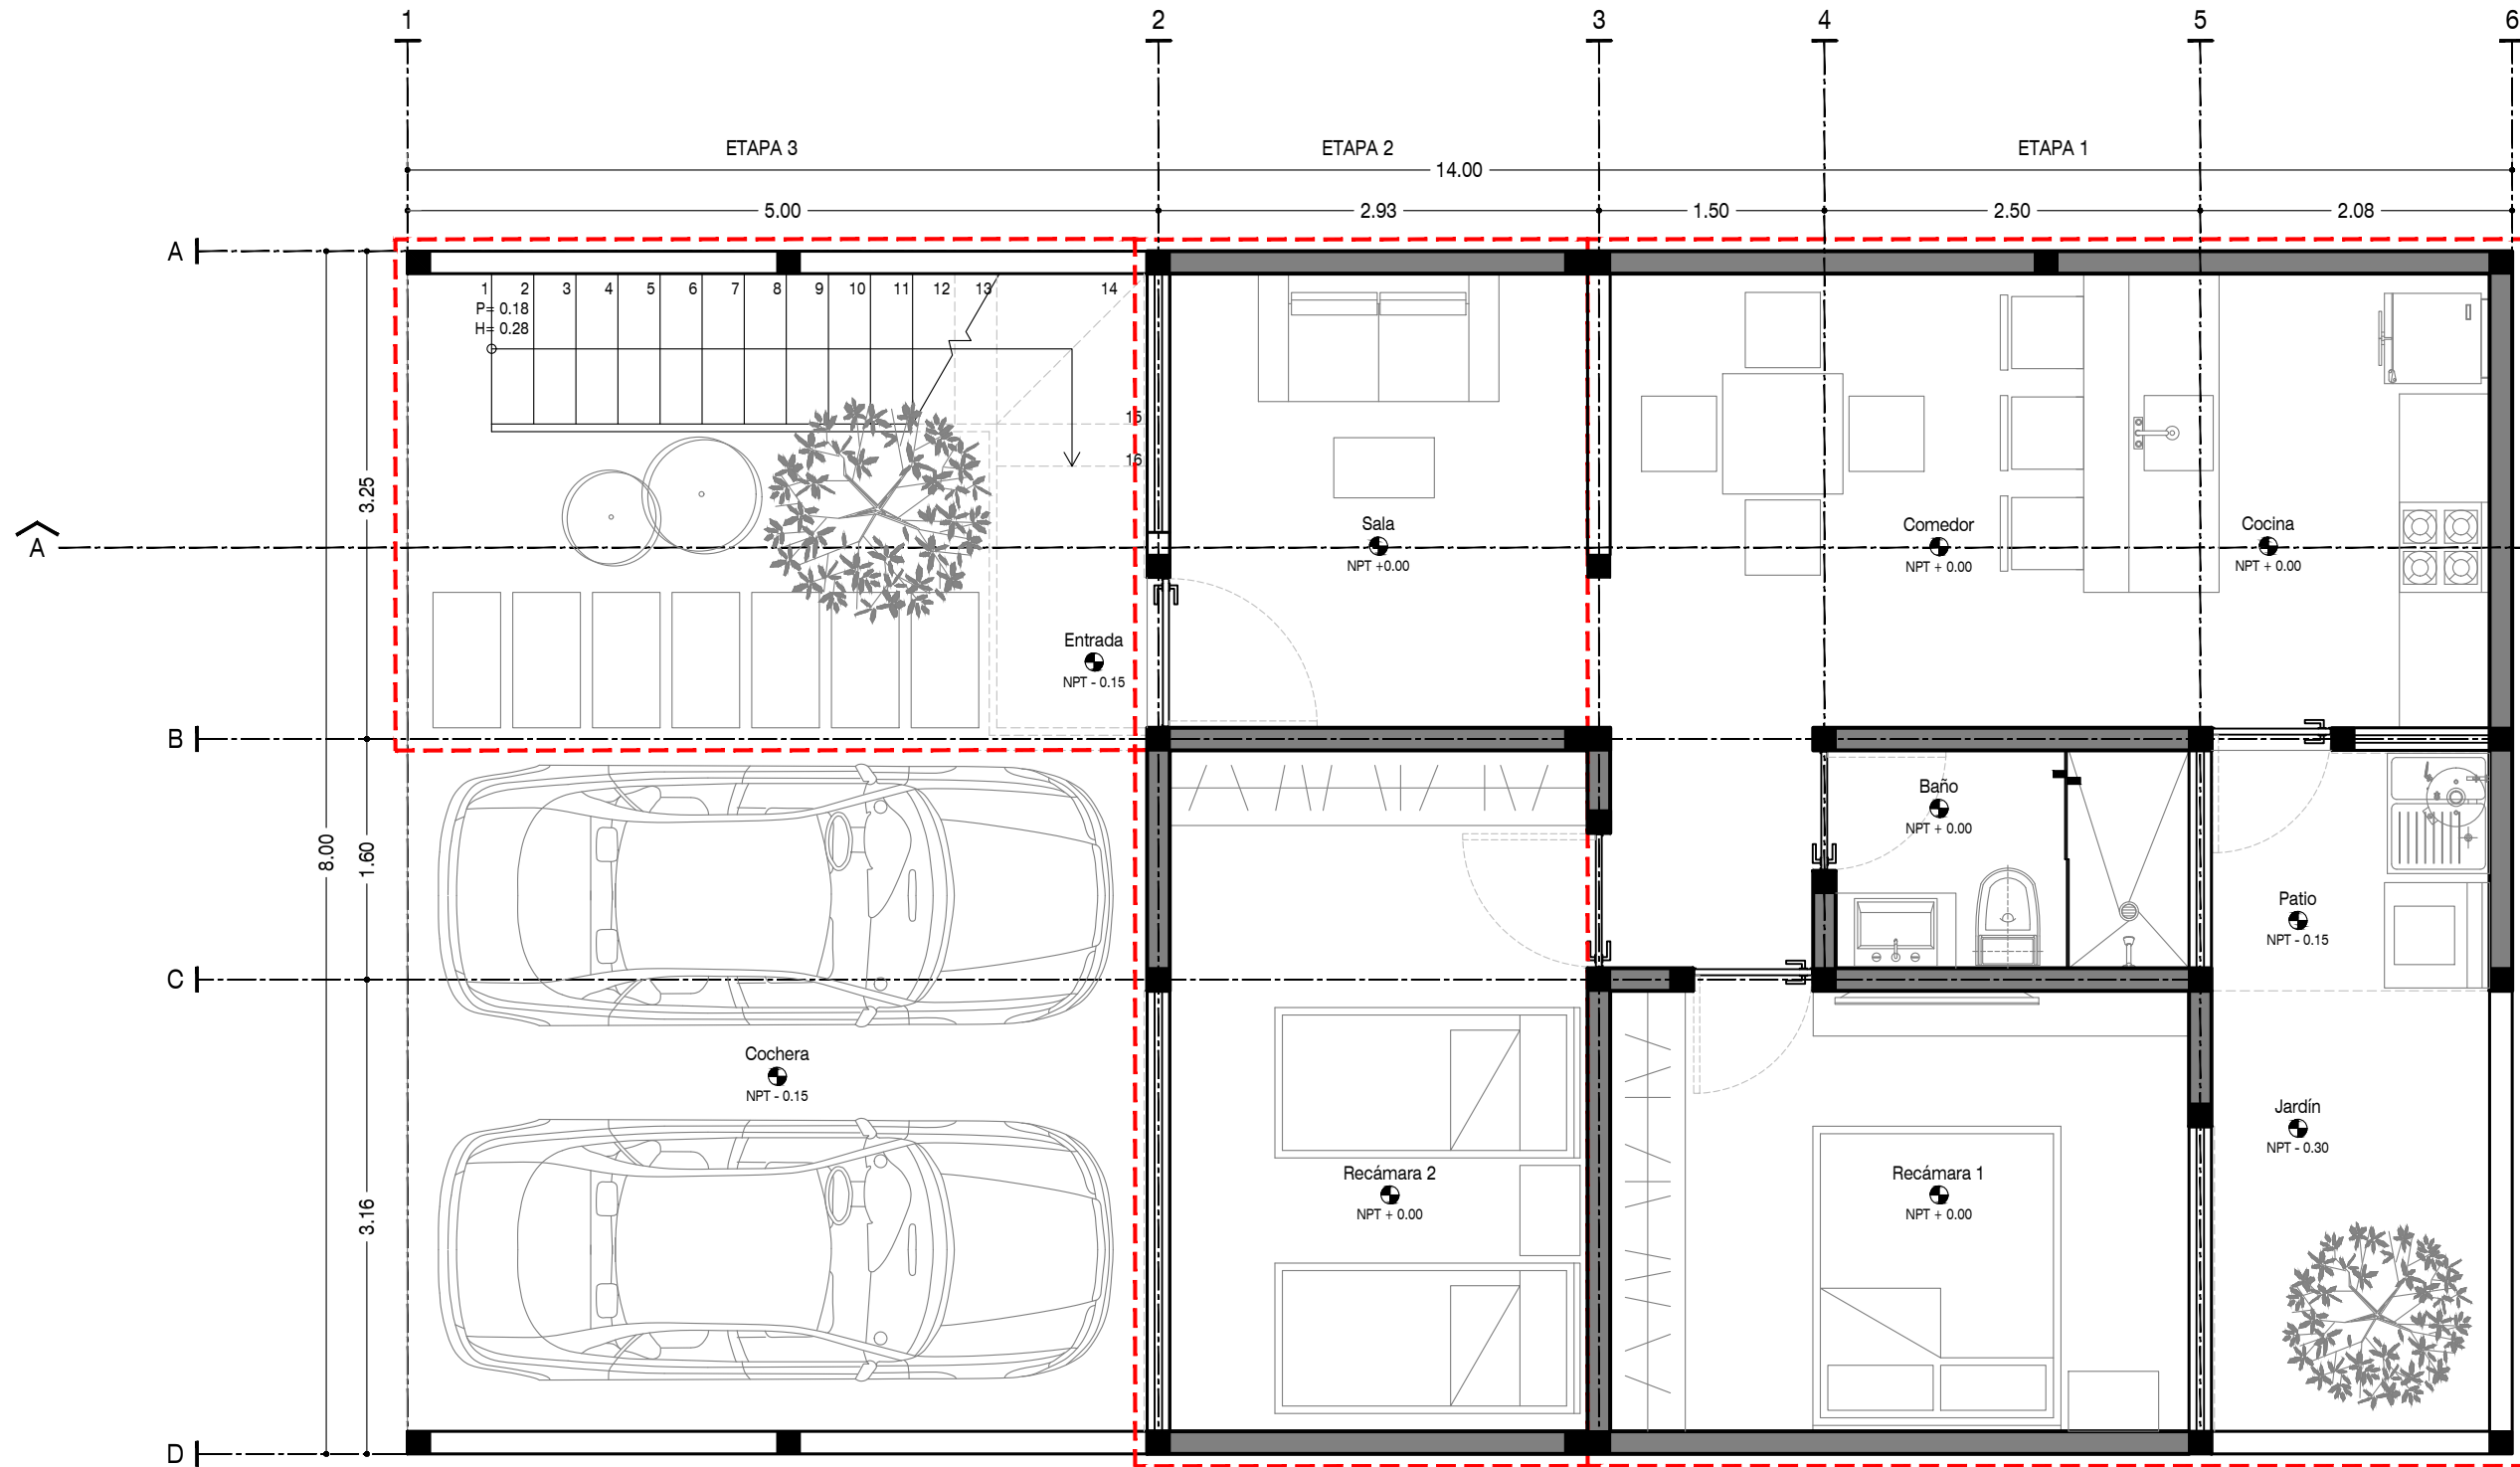 1 2 3 4 5 6
ETAPA 3 ETAPA 2 ETAPA 1
14.00
5.00 2.93 1.50 2.50 2.08
A
1 2 3 4 5 6 7 8 9 10 11 12 13 14
P= 0.18
H= 0.28
15
16
3.25
A
Sala
NPT +0.00
Comedor
NPT + 0.00
Cocina
NPT + 0.00
Entrada
NPT - 0.15
B
8.00
1.60
Baño
NPT + 0.00
Patio
NPT - 0.15
C
Cochera
NPT - 0.15
3.16
Recámara 2
NPT + 0.00
Recámara 1
NPT + 0.00
Jardín
NPT - 0.30
D